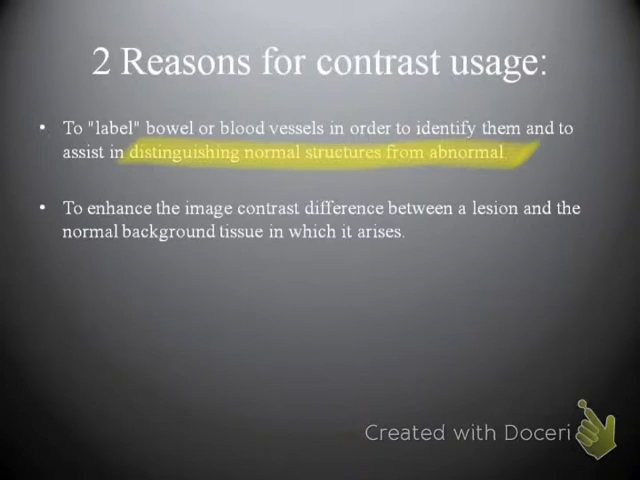 2 Reasons for contrast usage:
• To "label" bowel or blood vessels in order to identify them and to
assist in distinguishing normal structures from abnormal.
• To enhance the image contrast difference between a lesion and the
normal background tissue in which it arises.
Created with Doceri